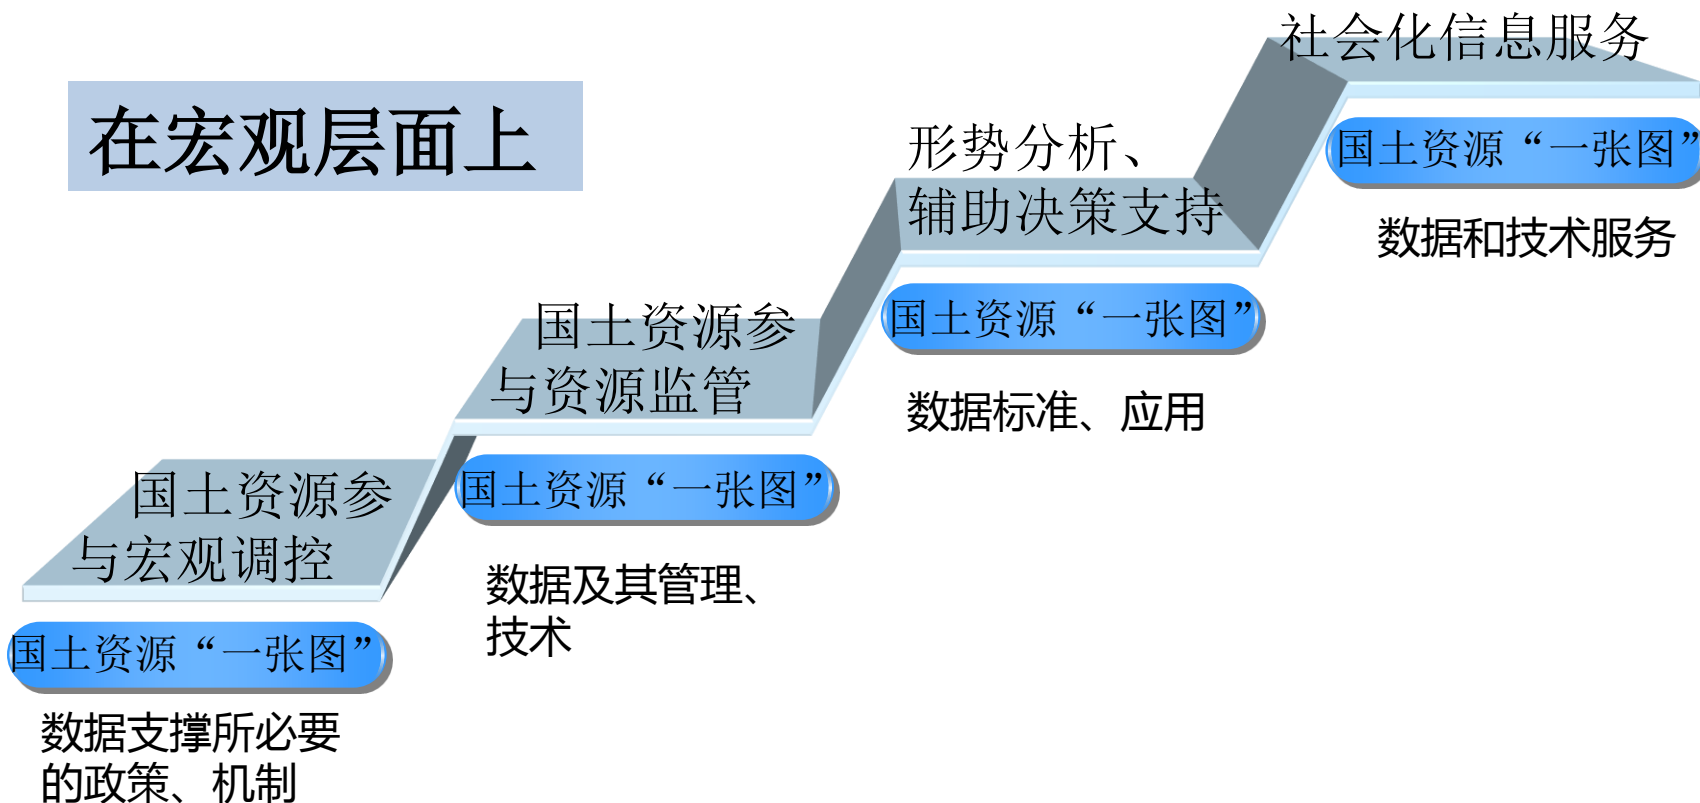 在宏观层面上
国土资源参
与宏观调控
国土资源“一张图”
数据支撑所必要
的政策、机制
国土资源参
与资源监管
国土资源“一张图”
数据及其管理、
技术
形势分析、
辅助决策支持
国土资源“一张图”
数据标准、应用
社会化信息服务
国土资源“一张图”
数据和技术服务